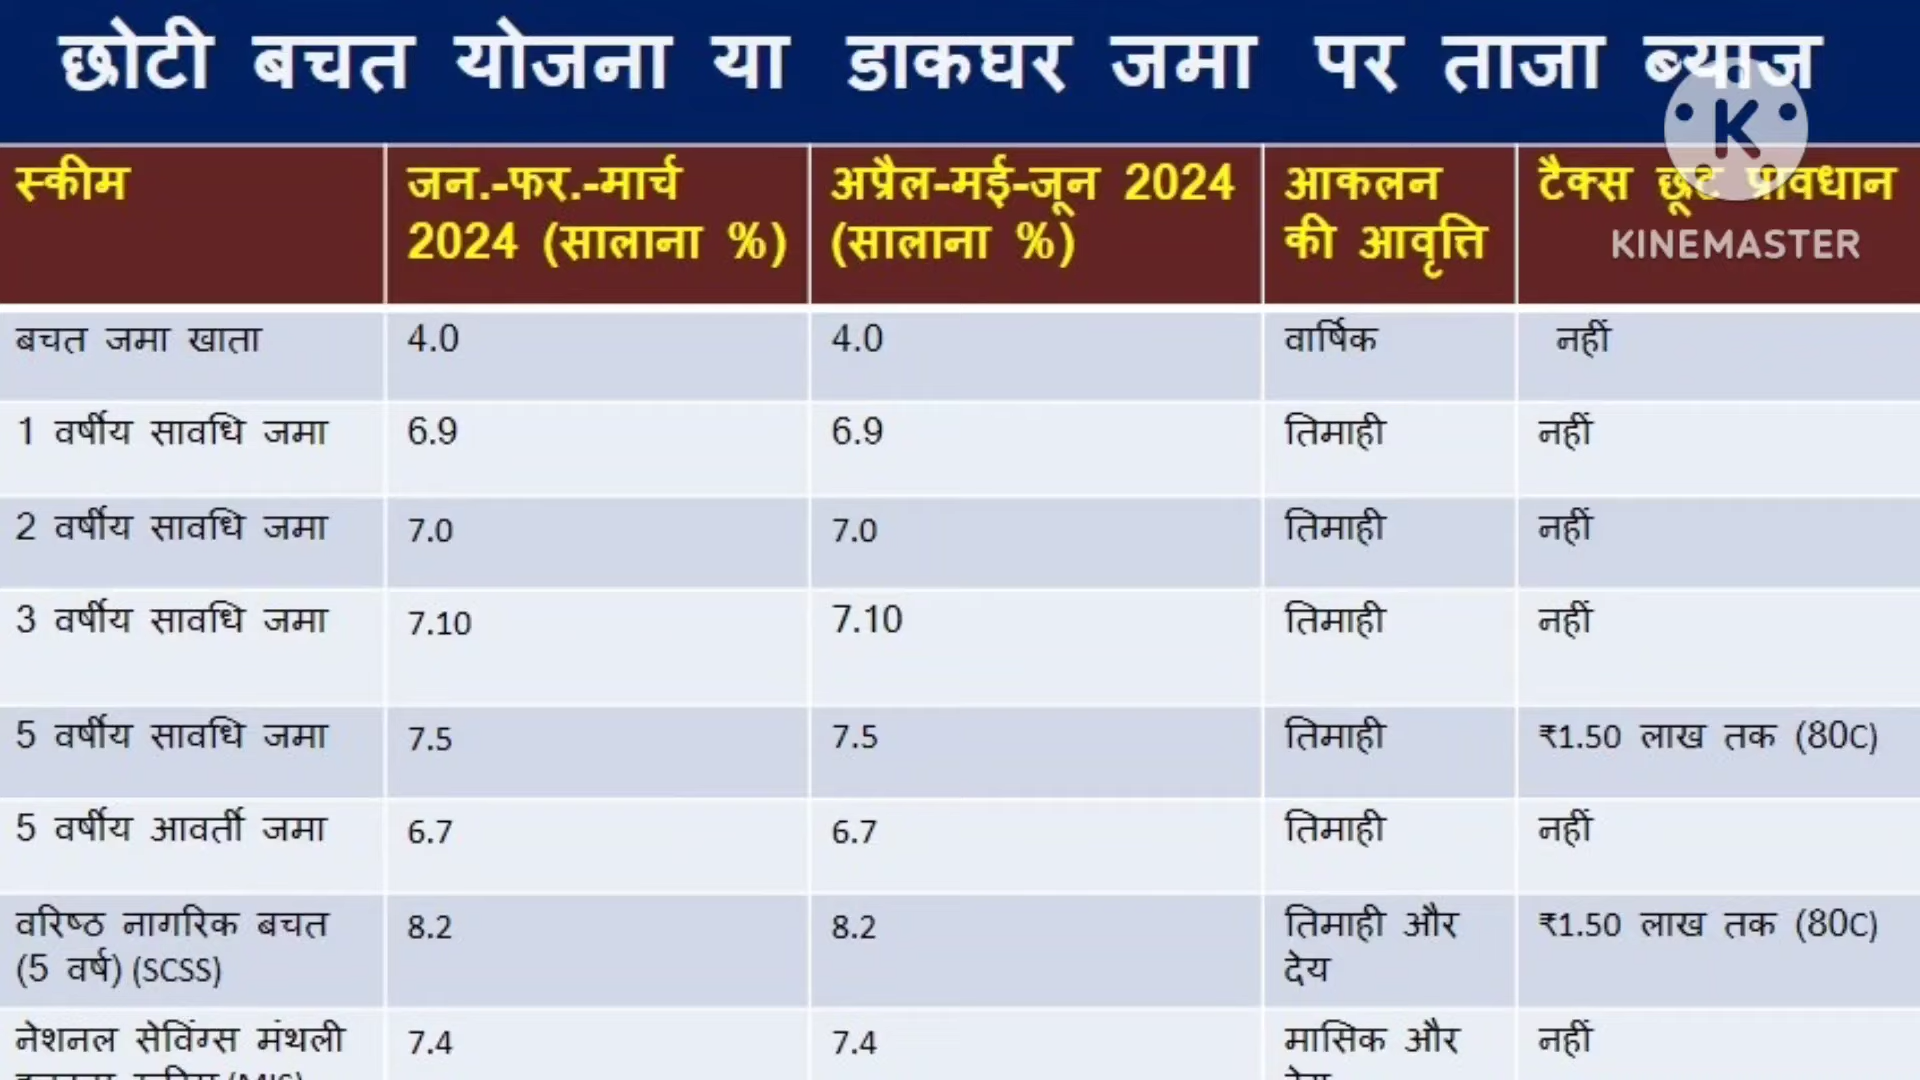 छोटी बचत योजना या डाकघर जमा पर ताजा ब्याज
K
KINEMASTER
स्कीम
जन.-फर.-मार्च
2024 (सालाना %)
अप्रैल-मई-जून 2024
(सालाना %)
आकलन
की आवृत्ति
टैक्स छूट प्रावधान
बचत जमा खाता 4.0 4.0 वार्षिक नहीं
1 वर्षीय सावधि जमा 6.9 6.9 तिमाही नहीं
2 वर्षीय सावधि जमा 7.0 7.0 तिमाही नहीं
3 वर्षीय सावधि जमा 7.10 7.10 तिमाही नहीं
5 वर्षीय सावधि जमा 7.5 7.5 तिमाही ₹1.50 लाख तक (80C)
5 वर्षीय आवर्ती जमा 6.7 6.7 तिमाही नहीं
वरिष्ठ नागरिक बचत
(5 वर्ष) (SCSS)
8.2 8.2
तिमाही और
देय
₹1.50 लाख तक (80C)
नेशनल सेविंग्स मंथली 7.4 7.4 मासिक और नहीं